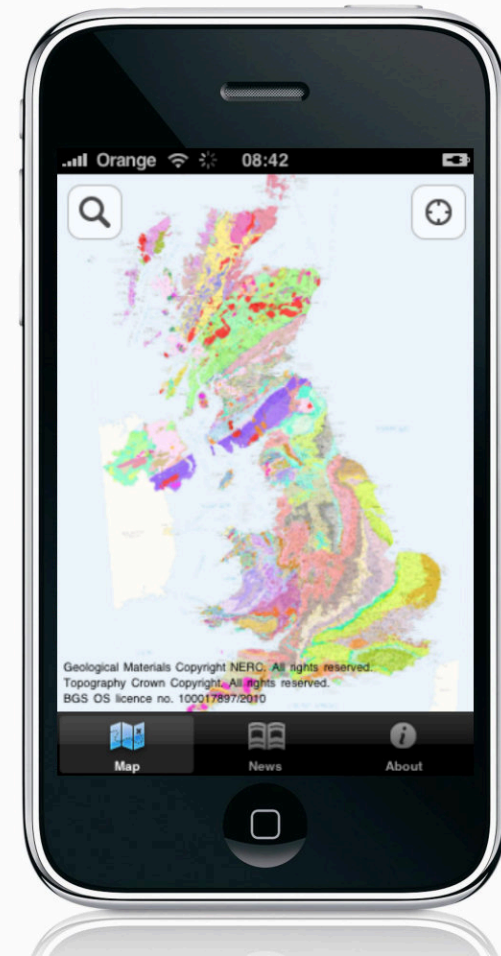 Orange 08:42
Geological Materials Copyright NERC. All rights reserved.
Topography Crown Copyright. All rights reserved.
BGS OS licence no. 100017897/2010
Map News About